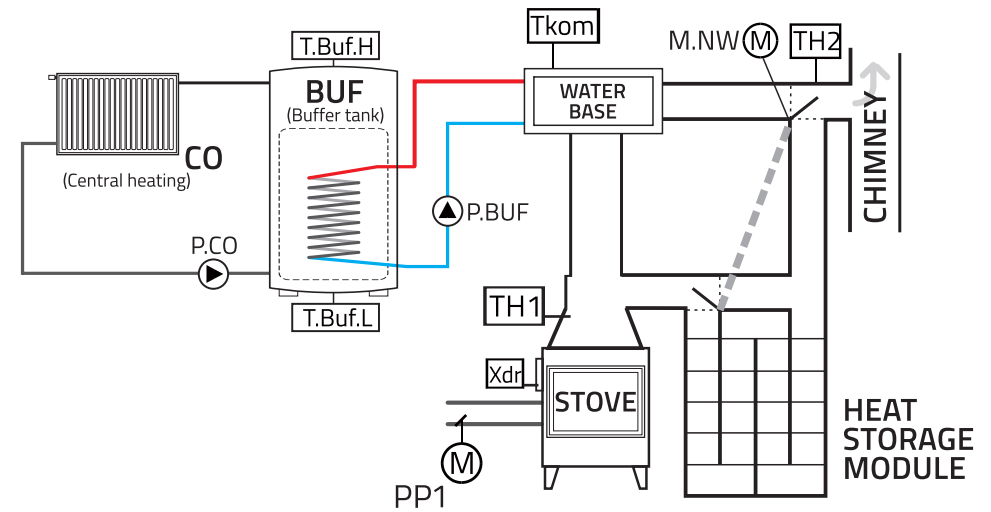 Tkom
M.NW M TH2
T.Buf.H
BUF
(Buffer tank)
WATER
BASE
CHIMNEY
CO
(Central heating)
P.BUF
P.CO
T.Buf.L
TH1
Xdr
STOVE
M
PP1
HEAT
STORAGE
MODULE